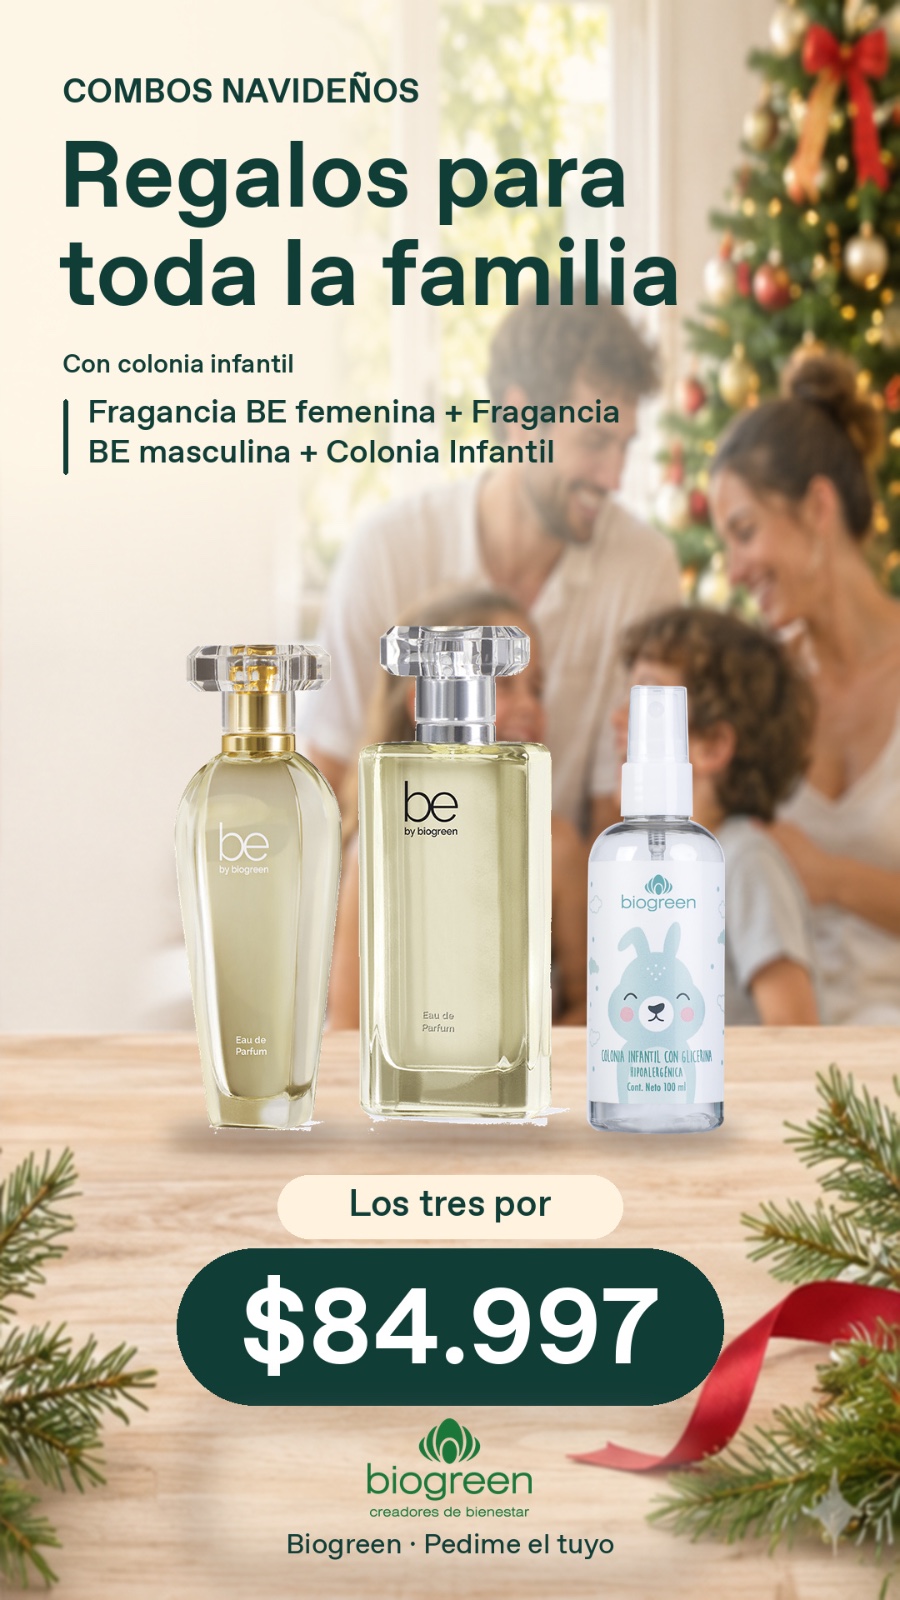 COMBOS NAVIDEÑOS
Regalos para
toda la familia
Con colonia infantil
Fragancia BE femenina + Fragancia
BE masculina + Colonia Infantil
be
by biogreen
Eau de
Parfum
be
by biogreen
Eau de
Parfum
biogreen
COLONIA INFANTIL CON GLICERINA
HIPOALERGÉNICA
Cont. Neto 100 ml
Los tres por
$84.997
biogreen
creadores de bienestar
Biogreen · Pedime el tuyo